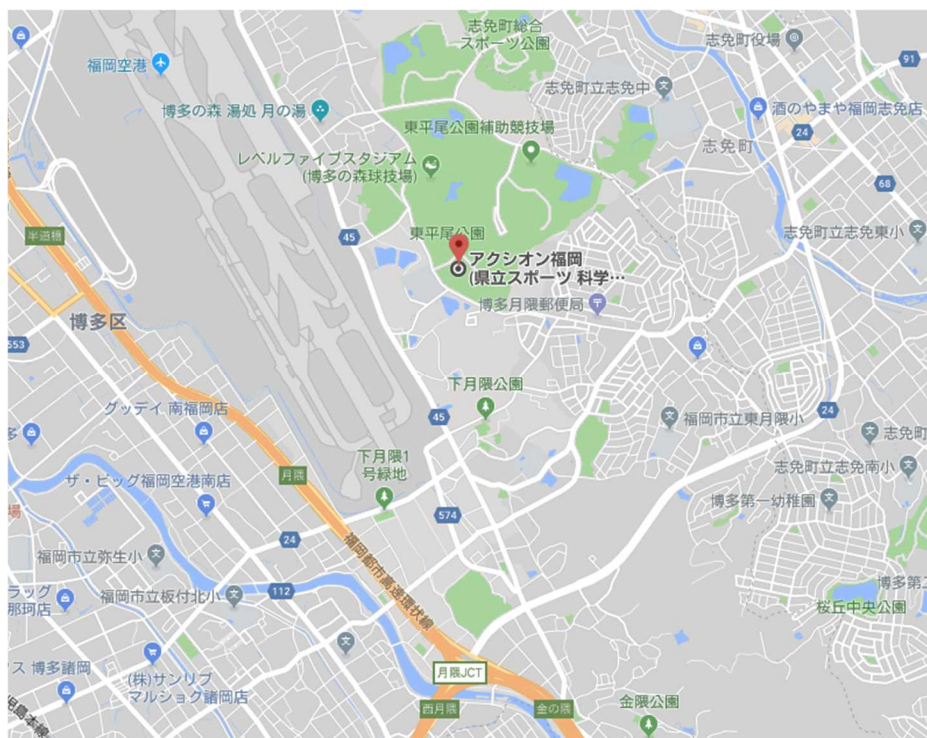 志免町総合
スポーツ公園
志免町役場
福岡空港
91
博多の森 湯処 月の湯
志免町立志免中
酒のやまや福岡志免店
東平尾公園補助競技場
24
志免町
レベルファイブスタジアム
(博多の森球技場)
68
半道橋
45
東平尾公園
志免町立志免東小
アクシオン福岡
(県立スポーツ 科学…
博多月隈郵便局
博多区
553
下月隈公園
グッデイ 南福岡店
45
24
福岡市立東月隈小
志免町
下月隈1
号緑地
月隈
志免町立志免南小
ザ・ビッグ福岡空港南店
場
博多第一幼稚園
574
24
福岡都市高速環状線
福岡市立弥生小
112
ラッグ
那珂店
福岡市立板付北小
博多第二
桜丘中央公園
月隈JCT
ス 博多諸岡
(株)サンリブ
マルショク諸岡店
西月隈
金の隈
金隈公園
児島本線